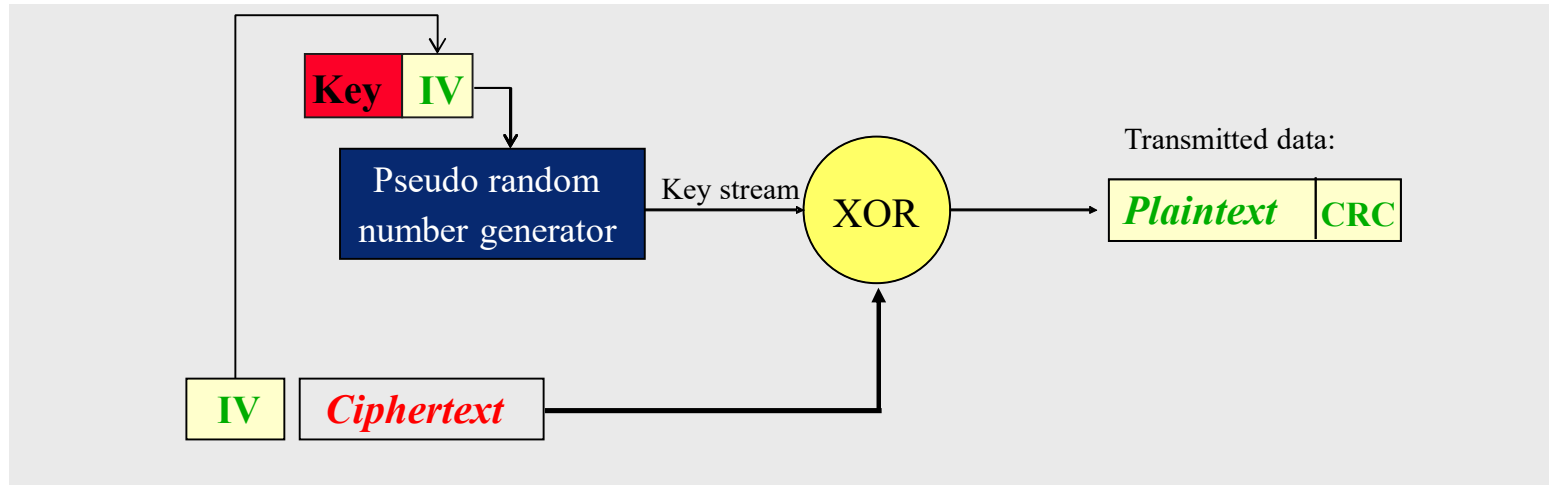 Key IV
Pseudo random
number generator
Key stream
XOR
Transmitted data:
Plaintext CRC
IV Ciphertext